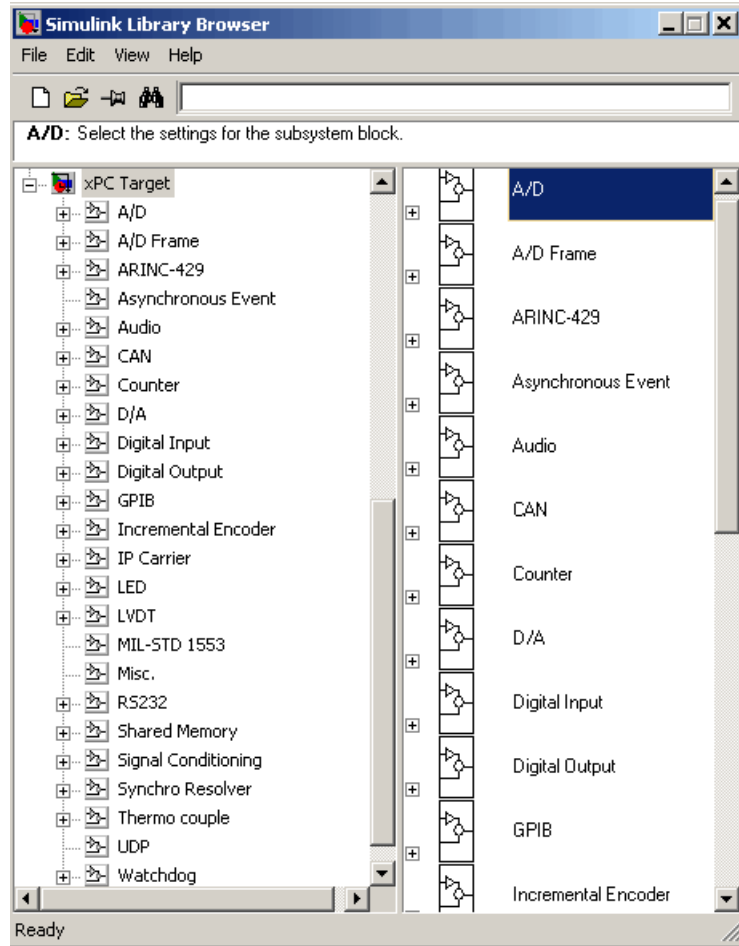 Simulink Library Browser
File Edit View Help
A/D: Select the settings for the subsystem block.
xPC Target
A/D
A/D Frame
ARINC-429
Asynchronous Event
Audio
CAN
Counter
D/A
Digital Input
Digital Output
GPIB
Incremental Encoder
IP Carrier
LED
LVDT
MIL-STD 1553
Misc.
RS232
Shared Memory
Signal Conditioning
Synchro Resolver
Thermo couple
UDP
Watchdog
A/D
A/D Frame
ARINC-429
Asynchronous Event
Audio
CAN
Counter
D/A
Digital Input
Digital Output
GPIB
Incremental Encoder
Ready